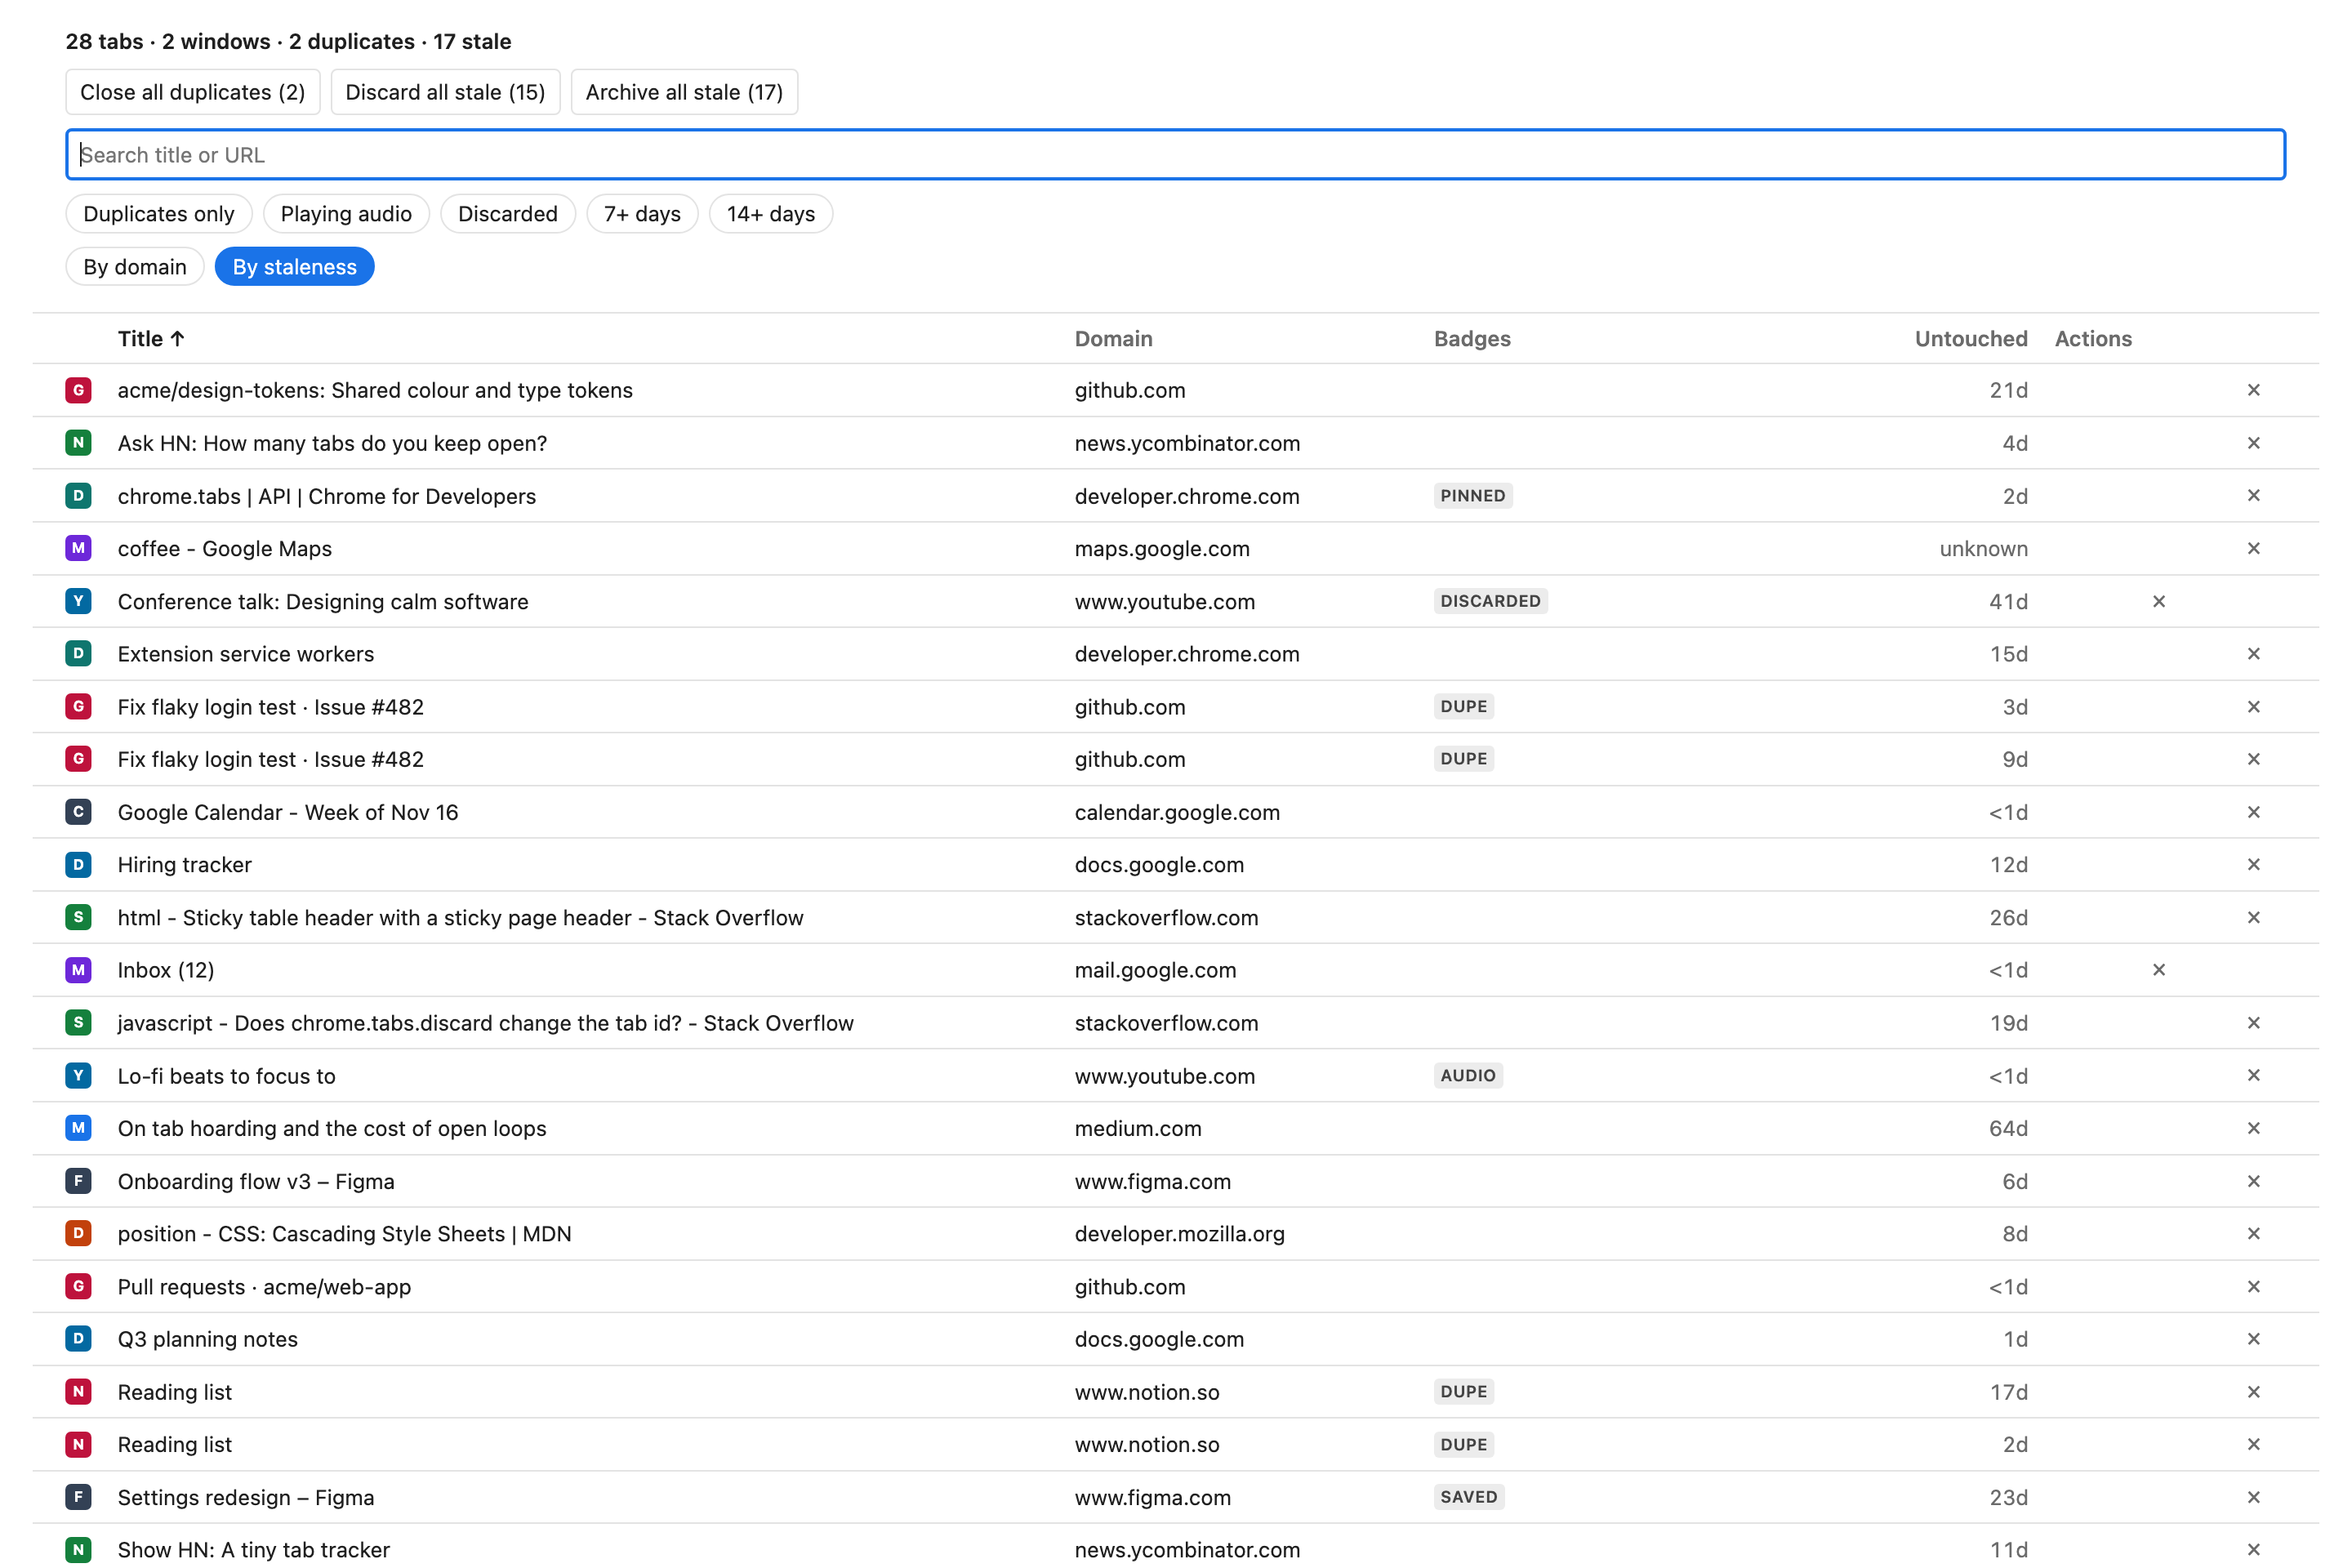 28 tabs · 2 windows · 2 duplicates · 17 stale
Close all duplicates (2) Discard all stale (15) Archive all stale (17)
Search title or URL
Duplicates only Playing audio Discarded 7+ days 14+ days
By domain By staleness
Title ↑ Domain Badges Untouched Actions
G acme/design-tokens: Shared colour and type tokens github.com 21d ×
N Ask HN: How many tabs do you keep open? news.ycombinator.com 4d ×
D chrome.tabs | API | Chrome for Developers developer.chrome.com PINNED 2d ×
M coffee - Google Maps maps.google.com unknown ×
Y Conference talk: Designing calm software www.youtube.com DISCARDED 41d ×
D Extension service workers developer.chrome.com 15d ×
G Fix flaky login test · Issue #482 github.com DUPE 3d ×
G Fix flaky login test · Issue #482 github.com DUPE 9d ×
C Google Calendar - Week of Nov 16 calendar.google.com <1d ×
D Hiring tracker docs.google.com 12d ×
S html - Sticky table header with a sticky page header - Stack Overflow stackoverflow.com 26d ×
M Inbox (12) mail.google.com <1d ×
S javascript - Does chrome.tabs.discard change the tab id? - Stack Overflow stackoverflow.com 19d ×
Y Lo-fi beats to focus to www.youtube.com AUDIO <1d ×
M On tab hoarding and the cost of open loops medium.com 64d ×
F Onboarding flow v3 – Figma www.figma.com 6d ×
D position - CSS: Cascading Style Sheets | MDN developer.mozilla.org 8d ×
G Pull requests · acme/web-app github.com <1d ×
D Q3 planning notes docs.google.com 1d ×
N Reading list www.notion.so DUPE 17d ×
N Reading list www.notion.so DUPE 2d ×
F Settings redesign – Figma www.figma.com SAVED 23d ×
N Show HN: A tiny tab tracker news.ycombinator.com 11d ×